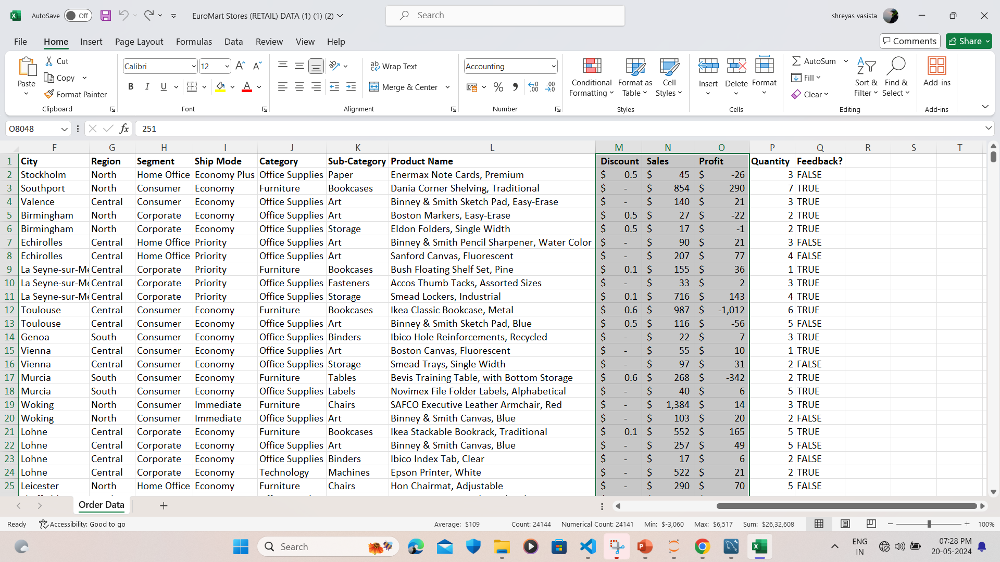 AutoSave Off EuroMart Stores (RETAIL) DATA (1) (1) (2) Search shreyas vasista
File Home Insert Page Layout Formulas Data Review View Help Comments Share
Paste Cut Copy Format Painter Clipboard
Calibri 12 B I U A Font
Wrap Text Merge & Center Alignment
Accounting % Number
Conditional Formatting Format as Table Cell Styles Styles
Insert Delete Format Cells
AutoSum Fill Clear Sort & Filter Find & Select Editing
Add-ins Add-ins
O8048 fx 251
F G H I J K L M N O P Q R S T
1 City Region Segment Ship Mode Category Sub-Category Product Name Discount Sales Profit Quantity Feedback?
2 Stockholm North Home Office Economy Plus Office Supplies Paper Enermax Note Cards, Premium $ 0.5 $ 45 $ -26 3 FALSE
3 Southport North Consumer Economy Furniture Bookcases Dania Corner Shelving, Traditional $ - $ 854 $ 290 7 TRUE
4 Valence Central Consumer Economy Office Supplies Art Binney & Smith Sketch Pad, Easy-Erase $ - $ 140 $ 21 3 TRUE
5 Birmingham North Corporate Economy Office Supplies Art Boston Markers, Easy-Erase $ 0.5 $ 27 $ -22 2 TRUE
6 Birmingham North Corporate Economy Office Supplies Storage Eldon Folders, Single Width $ 0.5 $ 17 $ -1 2 TRUE
7 Echirolles Central Home Office Priority Office Supplies Art Binney & Smith Pencil Sharpener, Water Color $ - $ 90 $ 21 3 FALSE
8 Echirolles Central Home Office Priority Office Supplies Art Sanford Canvas, Fluorescent $ - $ 207 $ 77 4 FALSE
9 La Seyne-sur-Me Central Corporate Priority Furniture Bookcases Bush Floating Shelf Set, Pine $ 0.1 $ 155 $ 36 1 TRUE
10 La Seyne-sur-Me Central Corporate Priority Office Supplies Fasteners Accos Thumb Tacks, Assorted Sizes $ - $ 33 $ 2 3 TRUE
11 La Seyne-sur-Me Central Corporate Priority Office Supplies Storage Smead Lockers, Industrial $ 0.1 $ 716 $ 143 4 TRUE
12 Toulouse Central Consumer Economy Furniture Bookcases Ikea Classic Bookcase, Metal $ 0.6 $ 987 $ -1,012 6 TRUE
13 Toulouse Central Consumer Economy Office Supplies Art Binney & Smith Sketch Pad, Blue $ 0.5 $ 116 $ -56 5 FALSE
14 Genoa South Consumer Economy Office Supplies Binders Ibico Hole Reinforcements, Recycled $ - $ 22 $ 7 3 TRUE
15 Vienna Central Consumer Economy Office Supplies Art Boston Canvas, Fluorescent $ - $ 55 $ 10 1 TRUE
16 Vienna Central Consumer Economy Office Supplies Storage Smead Trays, Single Width $ - $ 97 $ 31 2 FALSE
17 Murcia South Consumer Economy Furniture Tables Bevis Training Table, with Bottom Storage $ 0.6 $ 268 $ -342 2 TRUE
18 Murcia South Consumer Economy Office Supplies Labels Novimex File Folder Labels, Alphabetical $ - $ 40 $ 6 5 TRUE
19 Woking North Consumer Immediate Furniture Chairs SAFCO Executive Leather Armchair, Red $ - $ 1,384 $ 14 3 TRUE
20 Woking North Consumer Immediate Office Supplies Art Binney & Smith Canvas, Blue $ - $ 103 $ 20 2 FALSE
21 Lohne Central Corporate Economy Furniture Bookcases Ikea Stackable Bookrack, Traditional $ 0.1 $ 552 $ 165 5 TRUE
22 Lohne Central Corporate Economy Office Supplies Art Binney & Smith Canvas, Blue $ - $ 257 $ 49 5 FALSE
23 Lohne Central Corporate Economy Office Supplies Binders Ibico Index Tab, Clear $ - $ 17 $ 6 2 FALSE
24 Lohne Central Corporate Economy Technology Machines Epson Printer, White $ - $ 522 $ 21 2 TRUE
25 Leicester North Home Office Economy Furniture Chairs Hon Chairmat, Adjustable $ - $ 290 $ 70 5 FALSE
Order Data
Ready Accessibility: Good to go Average: $109 Count: 24144 Numerical Count: 24141 Min: $-3,060 Max: $6,517 Sum: $26,32,608 100%
Search ENG IN 07:28 PM 20-05-2024